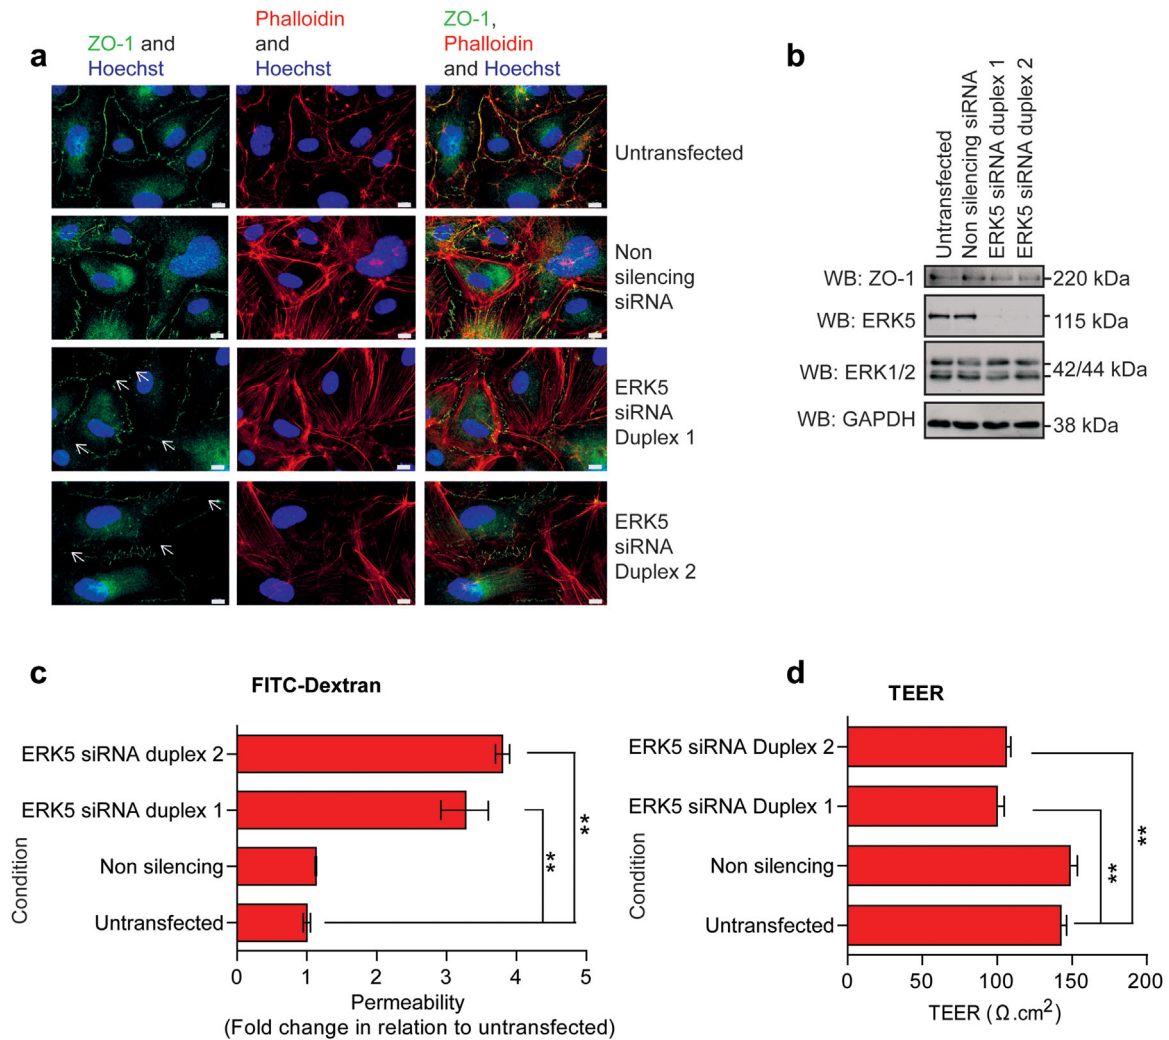 a
ZO-1 and
Hoechst
Phalloidin
and
Hoechst
ZO-1,
Phalloidin
and Hoechst
Untransfected
Non
silencing
siRNA
ERK5
siRNA
Duplex 1
ERK5
siRNA
Duplex 2
b
Untransfected
Non silencing siRNA
ERK5 siRNA duplex 1
ERK5 siRNA duplex 2
WB: ZO-1
220 kDa
WB: ERK5
115 kDa
WB: ERK1/2
42/44 kDa
WB: GAPDH
38 kDa
c
FITC-Dextran
Condition
ERK5 siRNA duplex 2
ERK5 siRNA duplex 1
Non silencing
Untransfected
**
**
0 1 2 3 4 5
Permeability
(Fold change in relation to untransfected)
d
TEER
Condition
ERK5 siRNA Duplex 2
ERK5 siRNA Duplex 1
Non silencing
Untransfected
**
**
0 50 100 150 200
TEER (Ω.cm²)